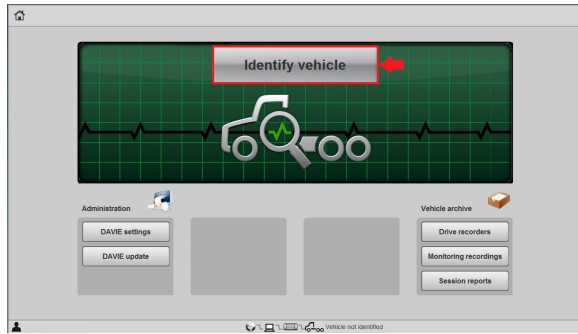 Identify vehicle
Administration
DAVIE settings
DAVIE update
Vehicle archive
Drive recorders
Monitoring recordings
Session reports
Vehicle not identified